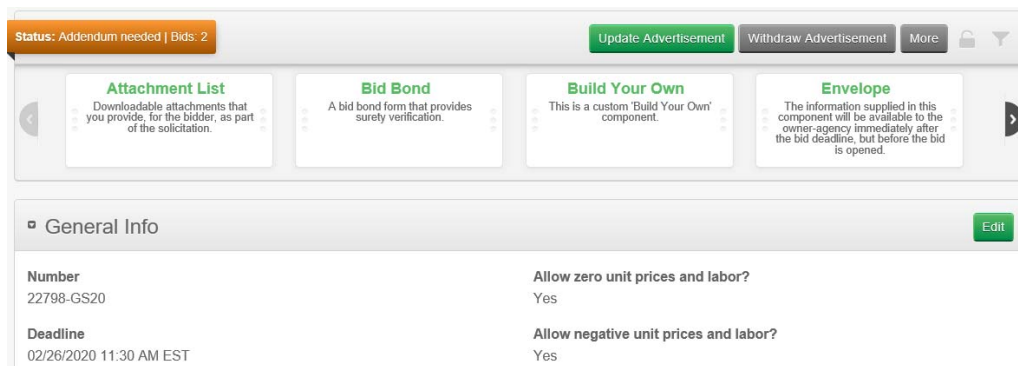 Status: Addendum needed | Bids: 2
Update Advertisement
Withdraw Advertisement
More
Attachment List
Downloadable attachments that
you provide, for the bidder, as part
of the solicitation.
Bid Bond
A bid bond form that provides
surety verification.
Build Your Own
This is a custom 'Build Your Own'
component.
Envelope
The information supplied in this
component will be available to the
owner-agency immediately after
the bid deadline, but before the bid
is opened.
General Info
Edit
Number
22798-GS20
Allow zero unit prices and labor?
Yes
Deadline
02/26/2020 11:30 AM EST
Allow negative unit prices and labor?
Yes